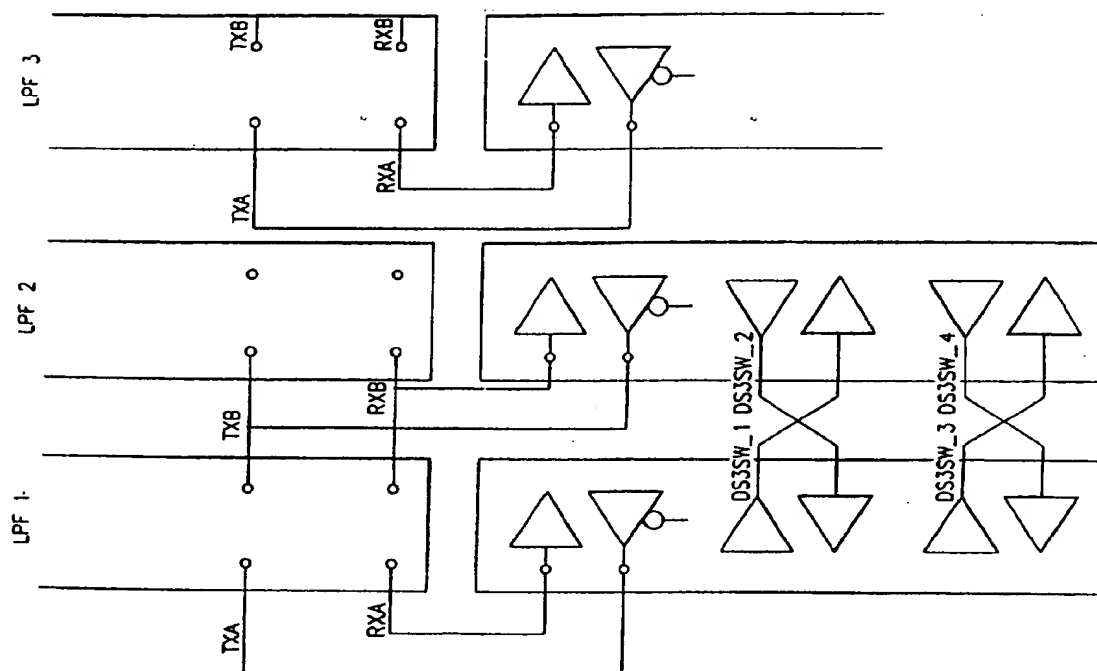 LPF 3
TXB
RXB
TXA
RXA
LPF 2
TXB
RXB
DS3SW_2
DS3SW_4
LPF 1
DS3SW_1
DS3SW_3
TXA
RXA